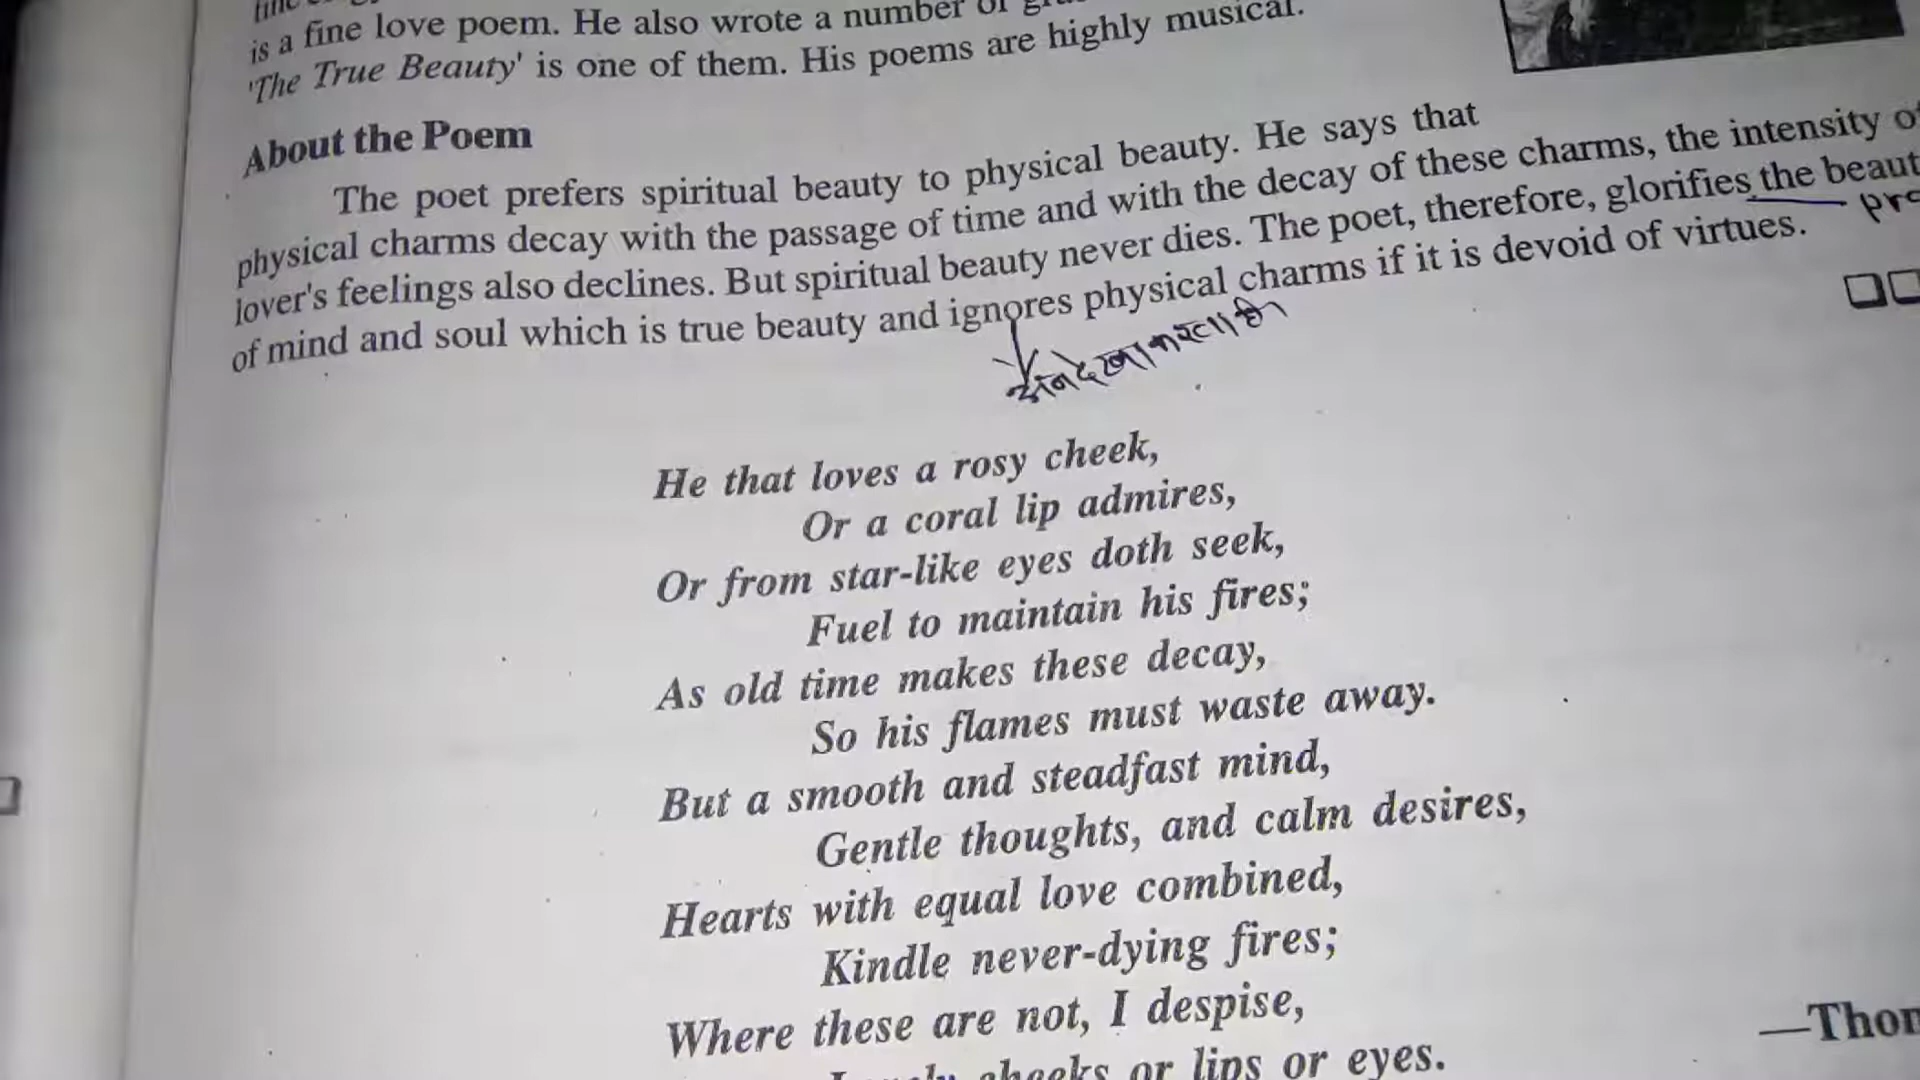 is a fine love poem. He also wrote a number of
'The True Beauty' is one of them. His poems are highly musical.
About the Poem
The poet prefers spiritual beauty to physical beauty. He says that
physical charms decay with the passage of time and with the decay of these charms, the intensity of
lover's feelings also declines. But spiritual beauty never dies. The poet, therefore, glorifies the beaut
of mind and soul which is true beauty and ignores physical charms if it is devoid of virtues.
He that loves a rosy cheek,
Or a coral lip admires,
Or from star-like eyes doth seek,
Fuel to maintain his fires;
As old time makes these decay,
So his flames must waste away.
But a smooth and steadfast mind,
Gentle thoughts, and calm desires,
Hearts with equal love combined,
Kindle never-dying fires;
Where these are not, I despise,
cheeks or lips or eyes.
—Thom